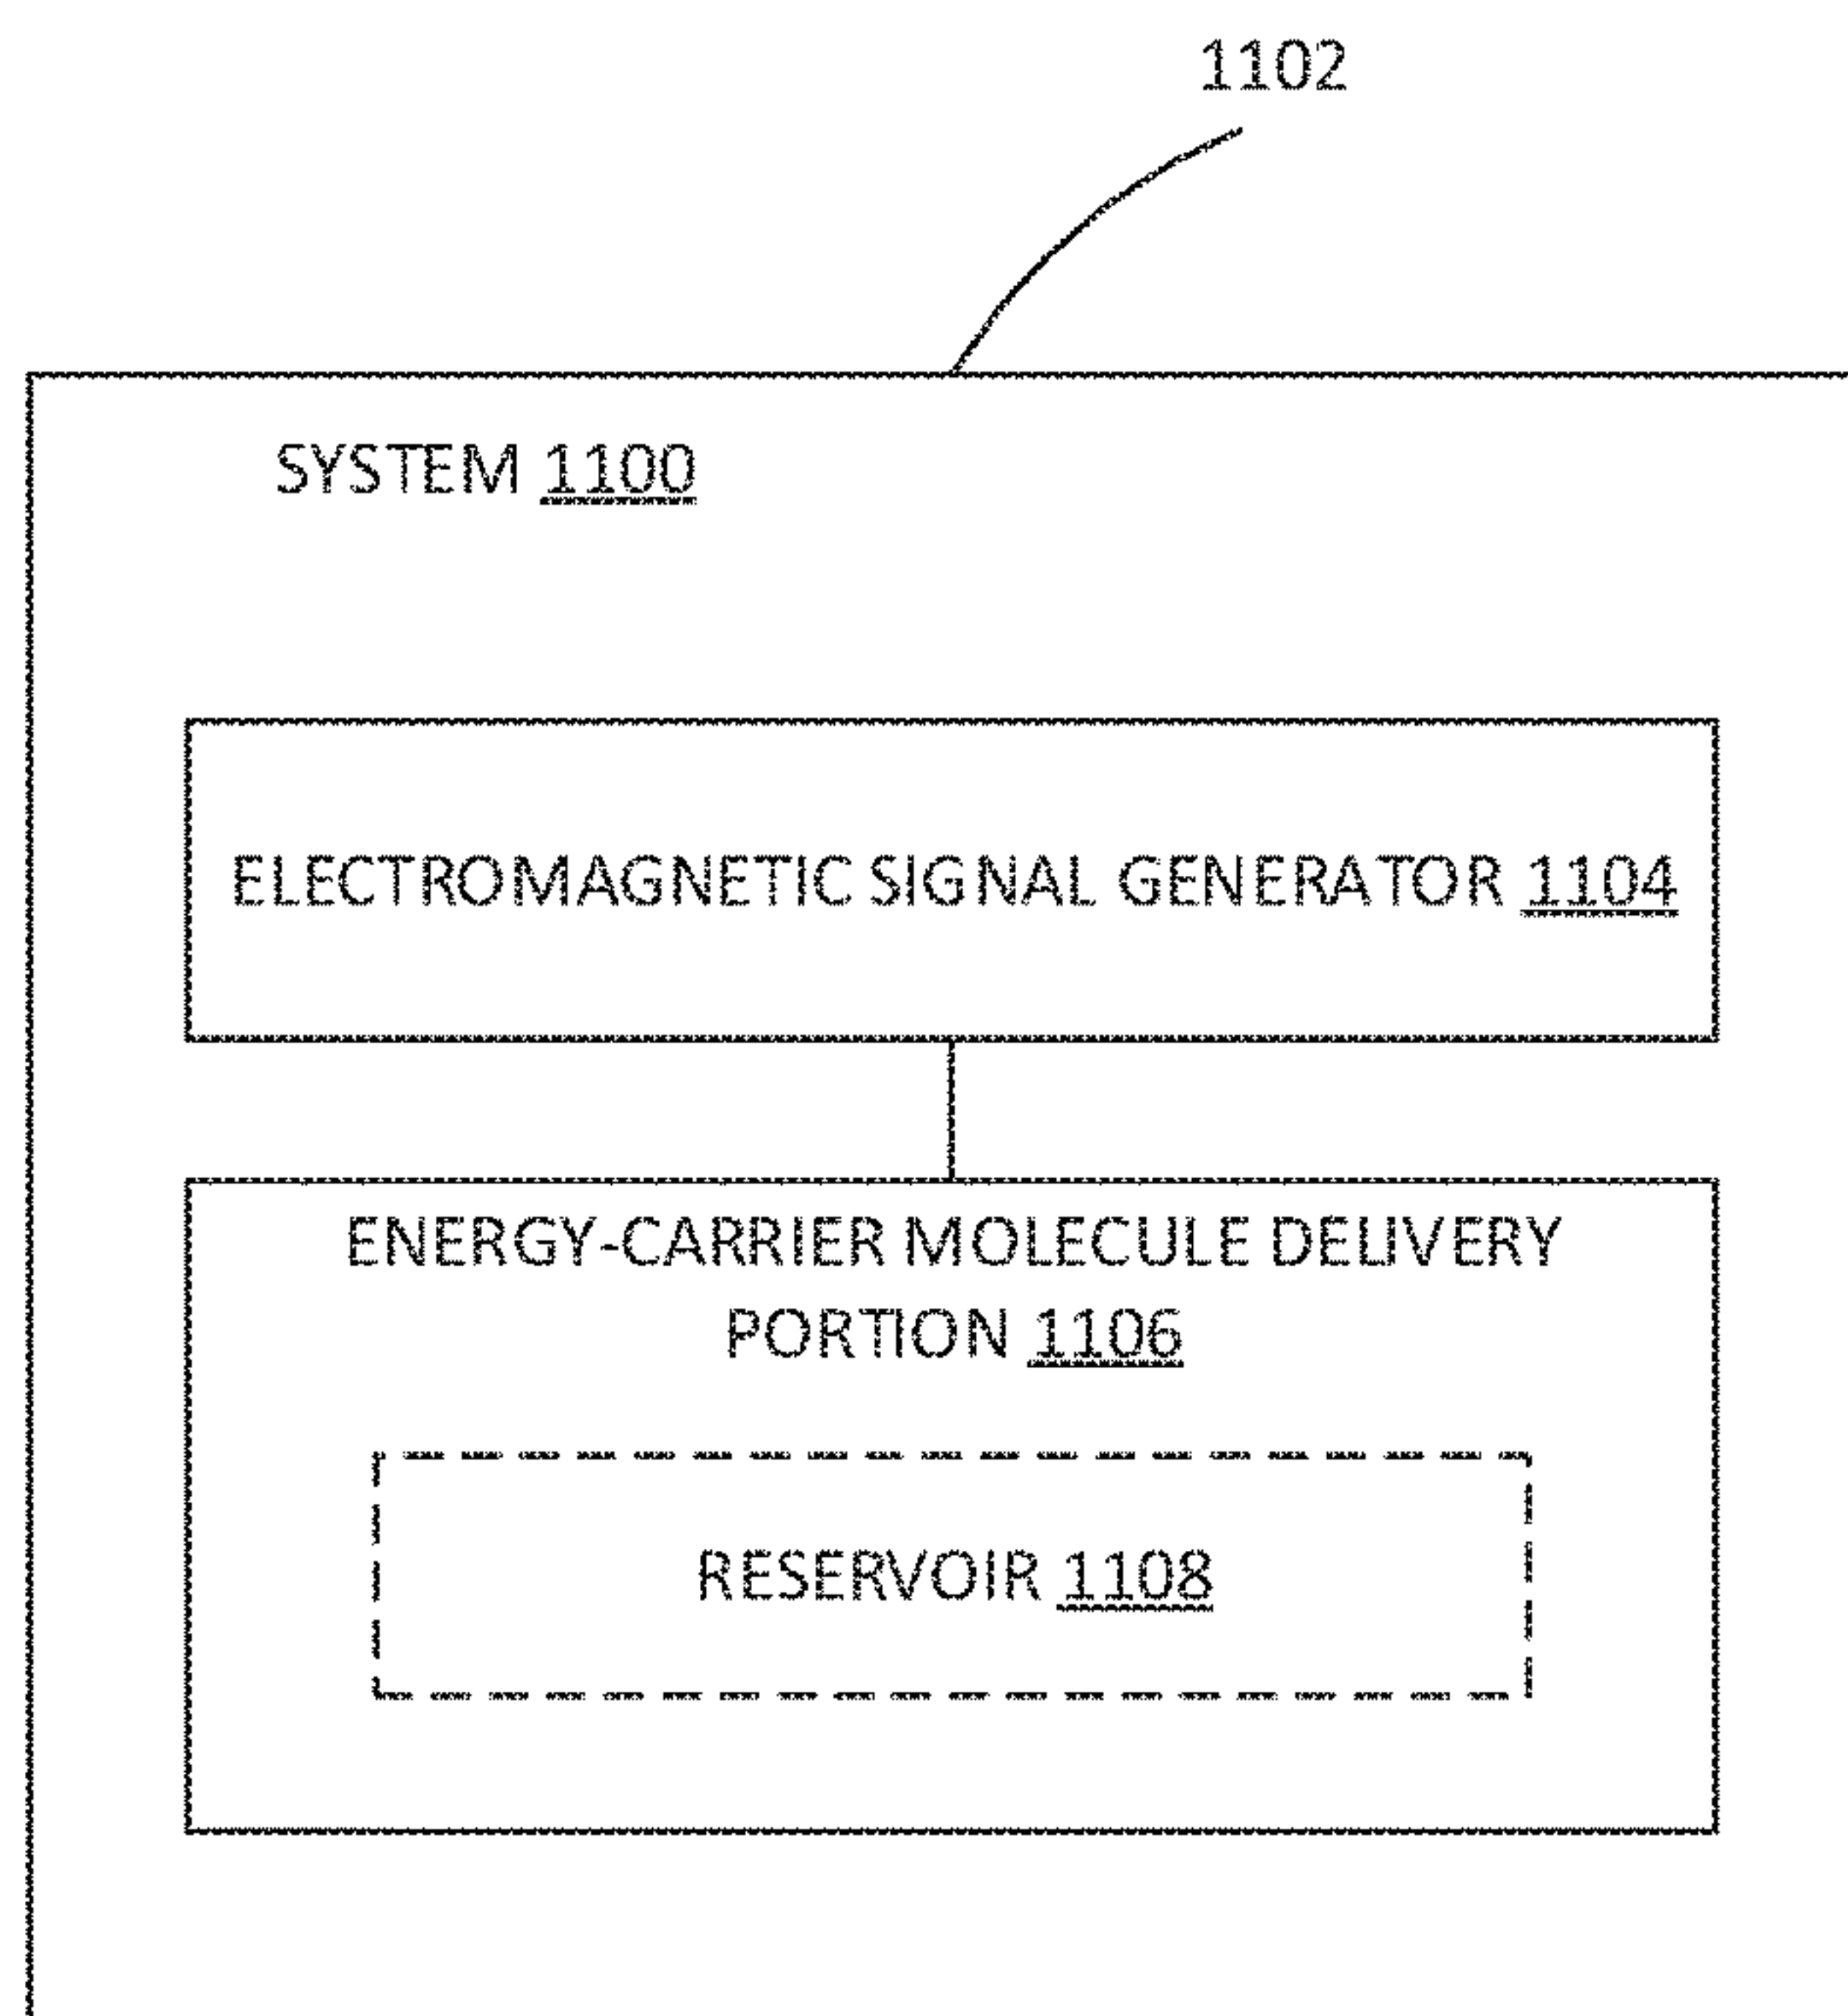 1102
SYSTEM 1100
ELECTROMAGNETIC SIGNAL GENERATOR 1104
ENERGY-CARRIER MOLECULE DELIVERY
PORTION 1106
RESERVOIR 1108